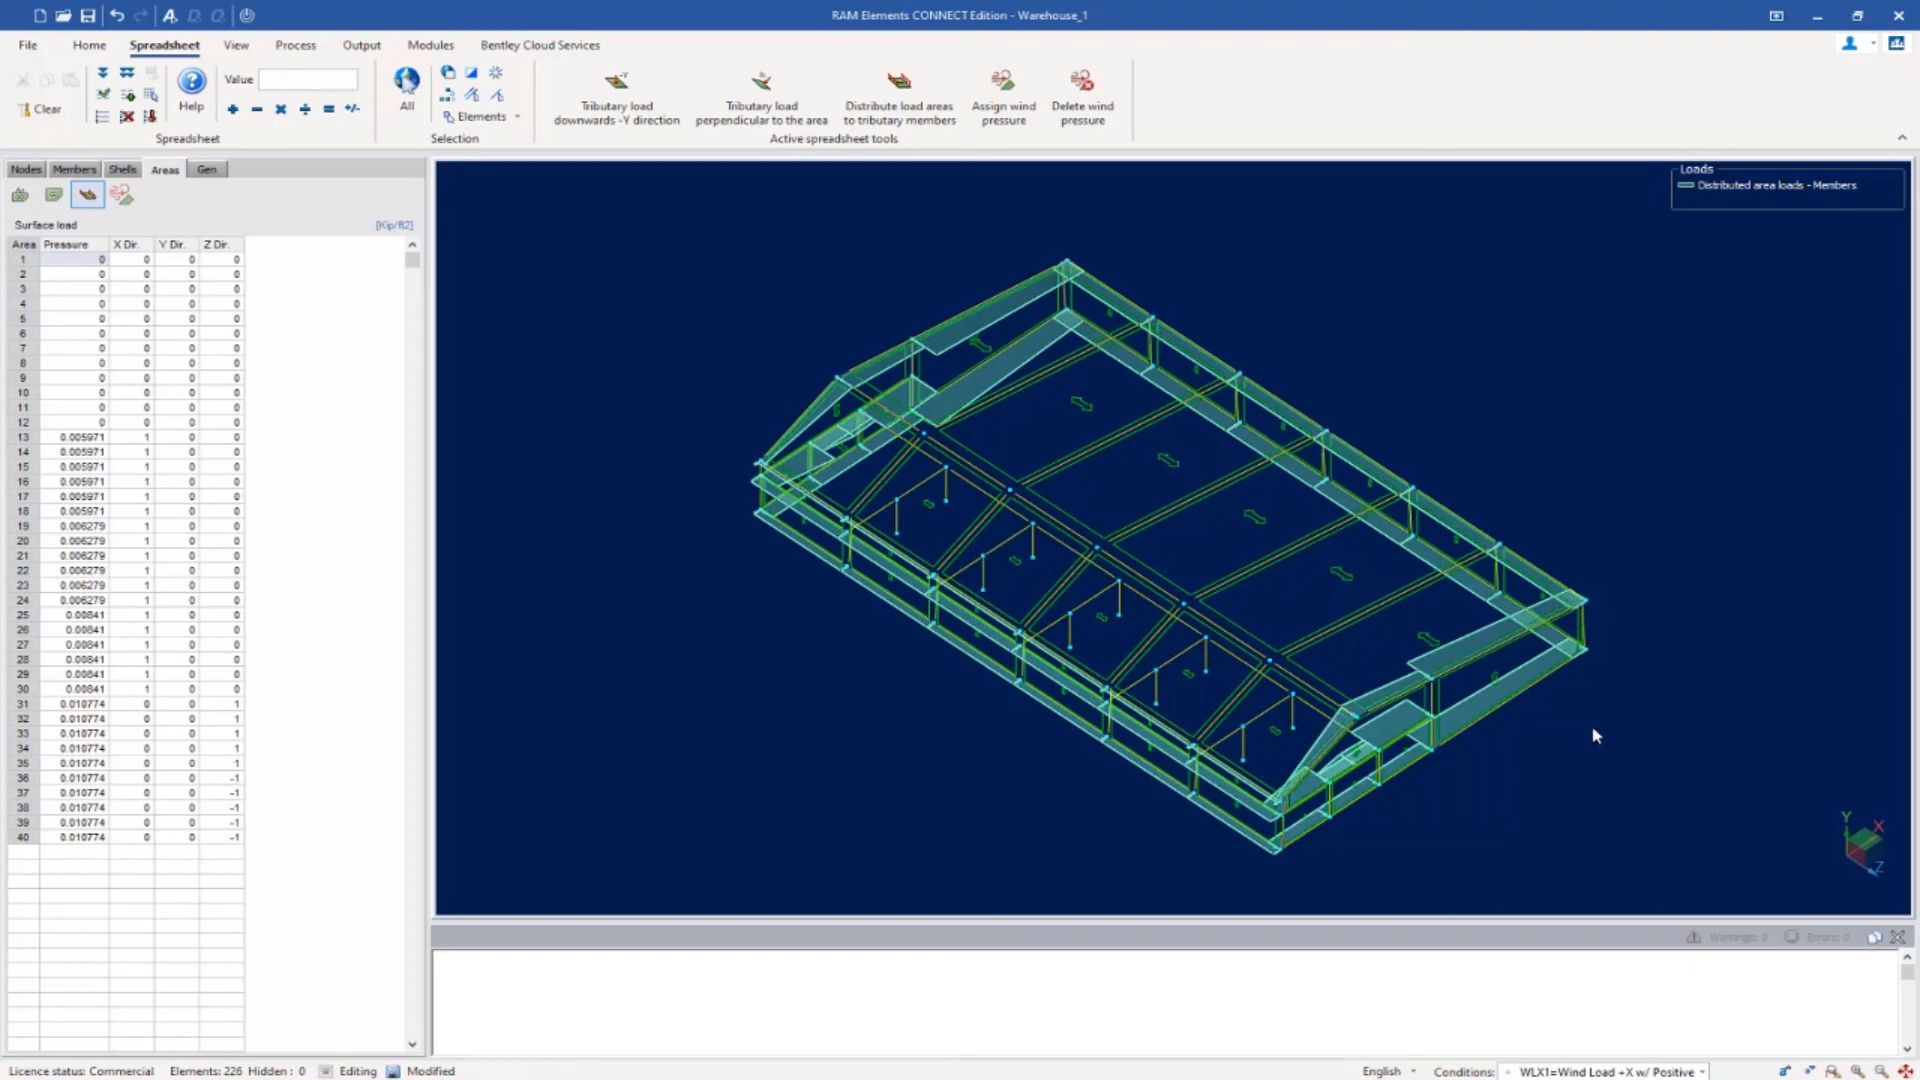 RAM Elements CONNECT Edition - Warehouse_1
File Home Spreadsheet View Process Output Modules Bentley Cloud Services
Clear
Help
Value
All
Elements
Tributary load downwards -Y direction
Tributary load perpendicular to the area
Distribute load areas to tributary members
Assign wind pressure
Delete wind pressure
Spreadsheet
Selection
Active spreadsheet tools
Nodes Members Shells Areas Gen
Surface load [Kip/ft2]
Area Pressure X Dir. Y Dir. Z Dir.
1 0 0 0 0
2 0 0 0 0
3 0 0 0 0
4 0 0 0 0
5 0 0 0 0
6 0 0 0 0
7 0 0 0 0
8 0 0 0 0
9 0 0 0 0
10 0 0 0 0
11 0 0 0 0
12 0 0 0 0
13 0.005971 1 0 0
14 0.005971 1 0 0
15 0.005971 1 0 0
16 0.005971 1 0 0
17 0.005971 1 0 0
18 0.005971 1 0 0
19 0.006279 1 0 0
20 0.006279 1 0 0
21 0.006279 1 0 0
22 0.006279 1 0 0
23 0.006279 1 0 0
24 0.006279 1 0 0
25 0.00841 1 0 0
26 0.00841 1 0 0
27 0.00841 1 0 0
28 0.00841 1 0 0
29 0.00841 1 0 0
30 0.00841 1 0 0
31 0.010774 0 0 1
32 0.010774 0 0 1
33 0.010774 0 0 1
34 0.010774 0 0 1
35 0.010774 0 0 1
36 0.010774 0 0 -1
37 0.010774 0 0 -1
38 0.010774 0 0 -1
39 0.010774 0 0 -1
40 0.010774 0 0 -1
Loads
Distributed area loads - Members
Y
X
Z
Warnings: 0 Errors: 0
Licence status: Commercial Elements: 226 Hidden : 0 Editing Modified English Conditions: WLX1=Wind Load +X w/ Positive